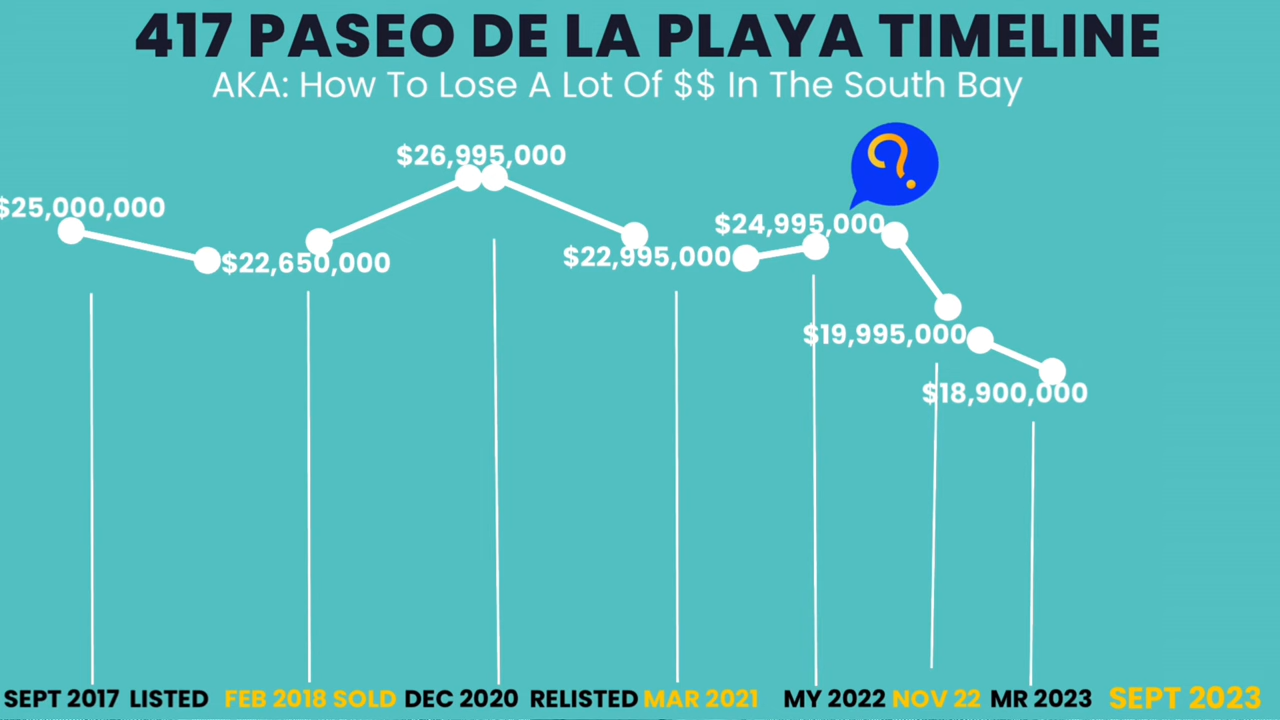 417 PASEO DE LA PLAYA TIMELINE
AKA: How To Lose A Lot Of $$ In The South Bay
$26,995,000
?
$25,000,000
$24,995,000
$22,650,000
$22,995,000
$19,995,000
$18,900,000
SEPT 2017 LISTED FEB 2018 SOLD DEC 2020 RELISTED MAR 2021 MY 2022 NOV 22 MR 2023 SEPT 2023